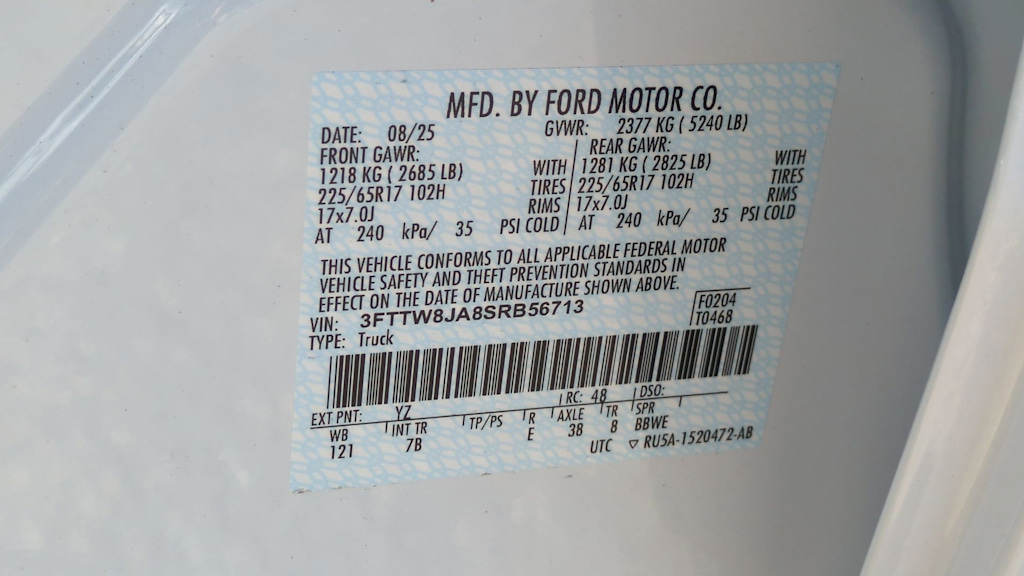 MFD. BY FORD MOTOR CO.
DATE: 08/25 GVWR: 2377 KG ( 5240 LB)
FRONT GAWR: REAR GAWR:
1218 KG ( 2685 LB) WITH 1281 KG ( 2825 LB) WITH
225/65R17 102H TIRES 225/65R17 102H TIRES
17x7.0J RIMS 17x7.0J RIMS
AT 240 kPa/ 35 PSI COLD AT 240 kPa/ 35 PSI COLD
THIS VEHICLE CONFORMS TO ALL APPLICABLE FEDERAL MOTOR
VEHICLE SAFETY AND THEFT PREVENTION STANDARDS IN
EFFECT ON THE DATE OF MANUFACTURE SHOWN ABOVE.
VIN: 3FTTW8JA8SRB56713 F0204
TYPE: Truck T0468
EXT PNT: YZ RC: 48 DSO:
WB INT TR TP/PS R AXLE TR SPR
121 7B E 38 8 BBWE
UTC ▽ RU5A-1520472-AB